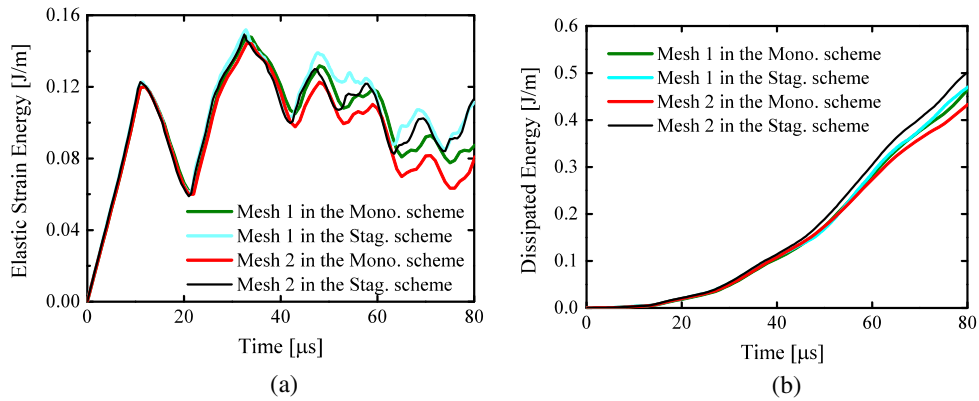 0.16
0.12
0.08
0.04
0.00
Elastic Strain Energy [J/m]
Mesh 1 in the Mono. scheme
Mesh 1 in the Stag. scheme
Mesh 2 in the Mono. scheme
Mesh 2 in the Stag. scheme
0 20 40 60 80
Time [μs]
(a)
0.6
0.5
0.4
0.3
0.2
0.1
0.0
Dissipated Energy [J/m]
Mesh 1 in the Mono. scheme
Mesh 1 in the Stag. scheme
Mesh 2 in the Mono. scheme
Mesh 2 in the Stag. scheme
0 20 40 60 80
Time [μs]
(b)